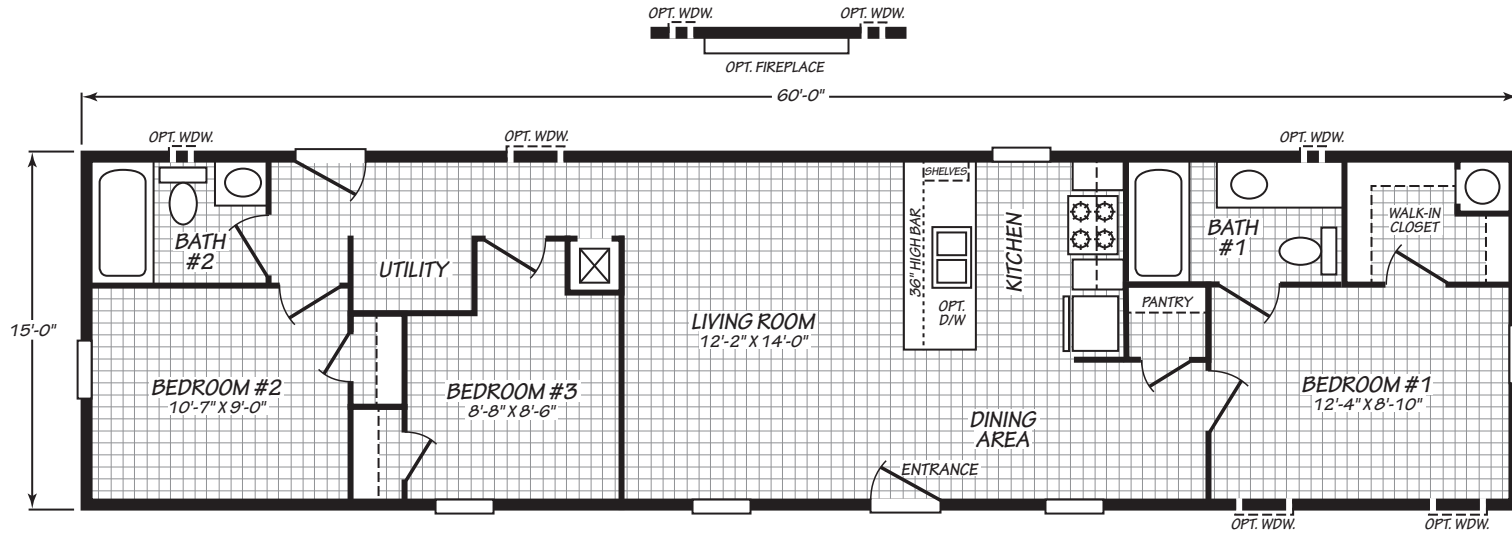 OPT. WDW.
OPT. WDW.
OPT. FIREPLACE
60'-0"
OPT. WDW.
OPT. WDW.
OPT. WDW.
SHELVES
36" HIGH BAR
KITCHEN
OPT.
D/W
BATH
#2
UTILITY
BATH
#1
WALK-IN
CLOSET
PANTRY
15'-0"
LIVING ROOM
12'-2" X 14'-0"
BEDROOM #2
10'-7" X 9'-0"
BEDROOM #3
8'-8" X 8'-6"
BEDROOM #1
12'-4" X 8'-10"
DINING
AREA
ENTRANCE
OPT. WDW.
OPT. WDW.